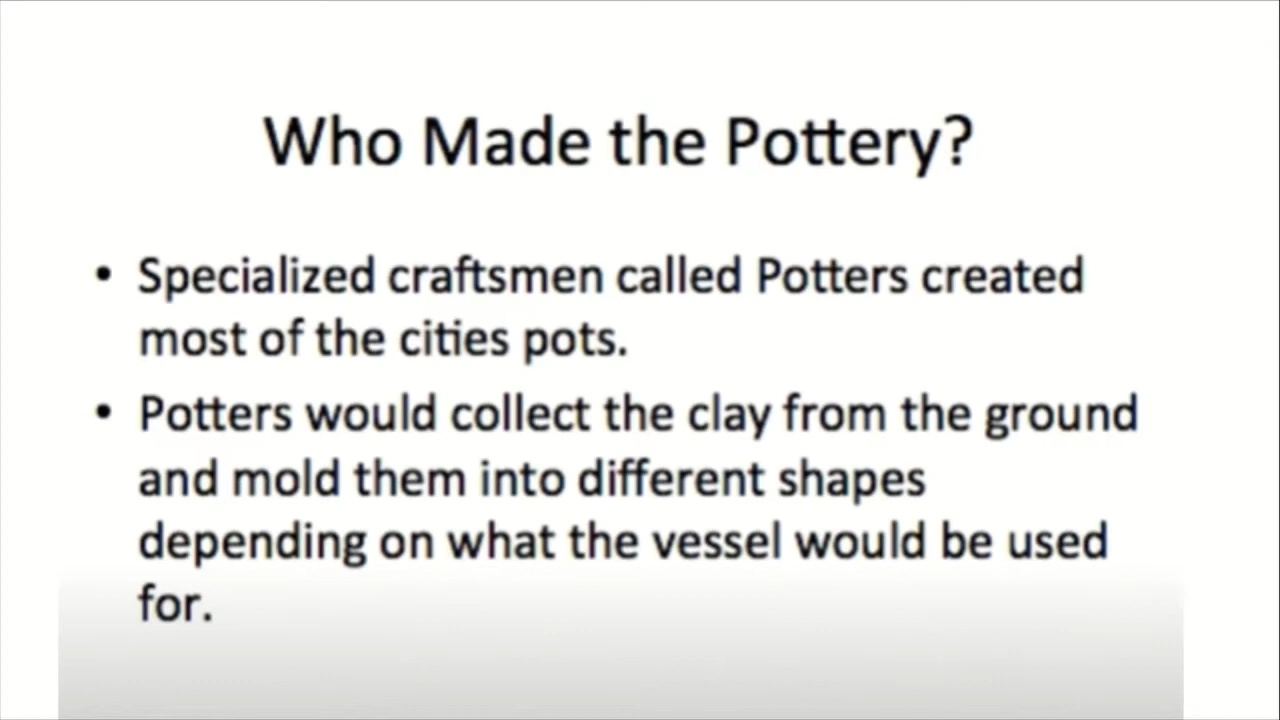 Who Made the Pottery?
• Specialized craftsmen called Potters created
most of the cities pots.
• Potters would collect the clay from the ground
and mold them into different shapes
depending on what the vessel would be used
for.